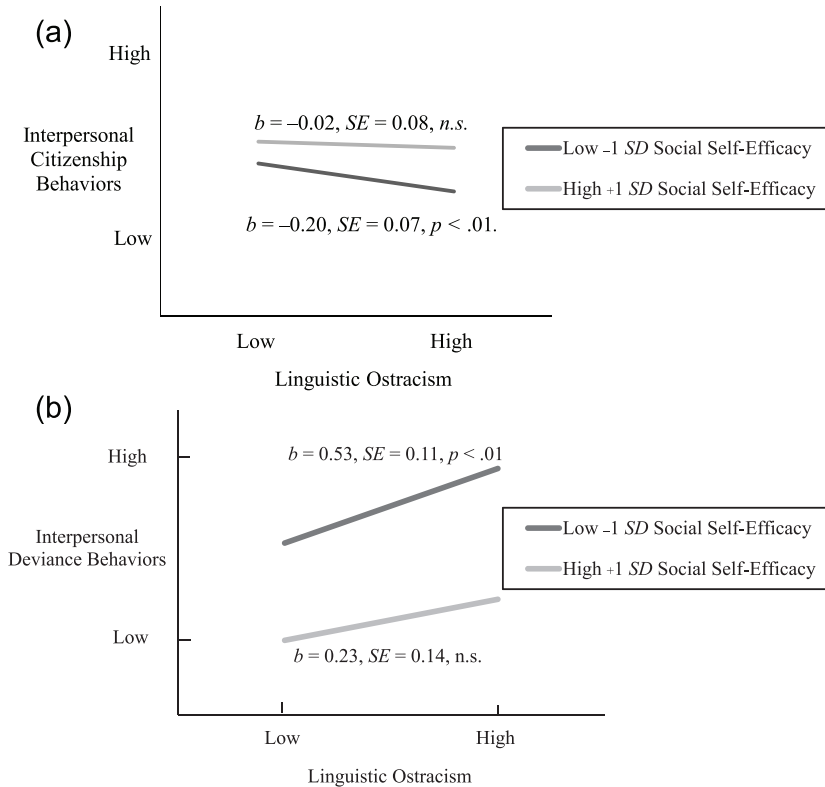 (a)
High
b = –0.02, SE = 0.08, n.s.
Interpersonal
Citizenship
Behaviors
Low –1 SD Social Self-Efficacy
High +1 SD Social Self-Efficacy
b = –0.20, SE = 0.07, p < .01.
Low
Low
High
Linguistic Ostracism
(b)
High
b = 0.53, SE = 0.11, p < .01
Interpersonal
Deviance Behaviors
Low –1 SD Social Self-Efficacy
High +1 SD Social Self-Efficacy
Low
b = 0.23, SE = 0.14, n.s.
Low
High
Linguistic Ostracism